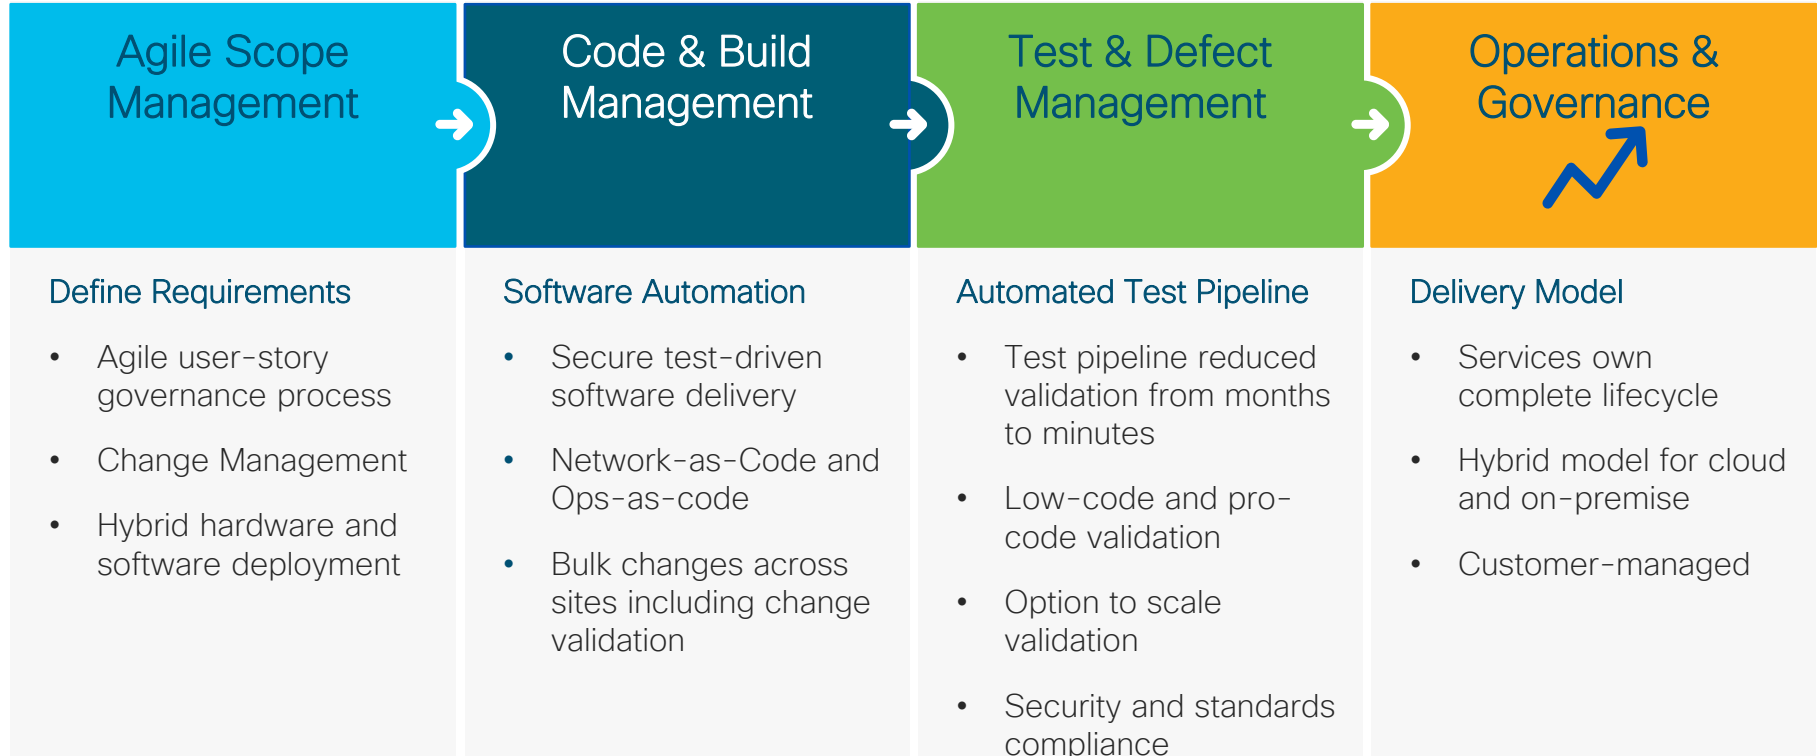 Agile Scope
Management
Code & Build
Management
Test & Defect
Management
Operations &
Governance
Define Requirements
• Agile user-story
governance process
• Change Management
• Hybrid hardware and
software deployment
Software Automation
• Secure test-driven
software delivery
• Network-as-Code and
Ops-as-code
• Bulk changes across
sites including change
validation
Automated Test Pipeline
• Test pipeline reduced
validation from months
to minutes
• Low-code and pro-
code validation
• Option to scale
validation
• Security and standards
compliance
Delivery Model
• Services own
complete lifecycle
• Hybrid model for cloud
and on-premise
• Customer-managed